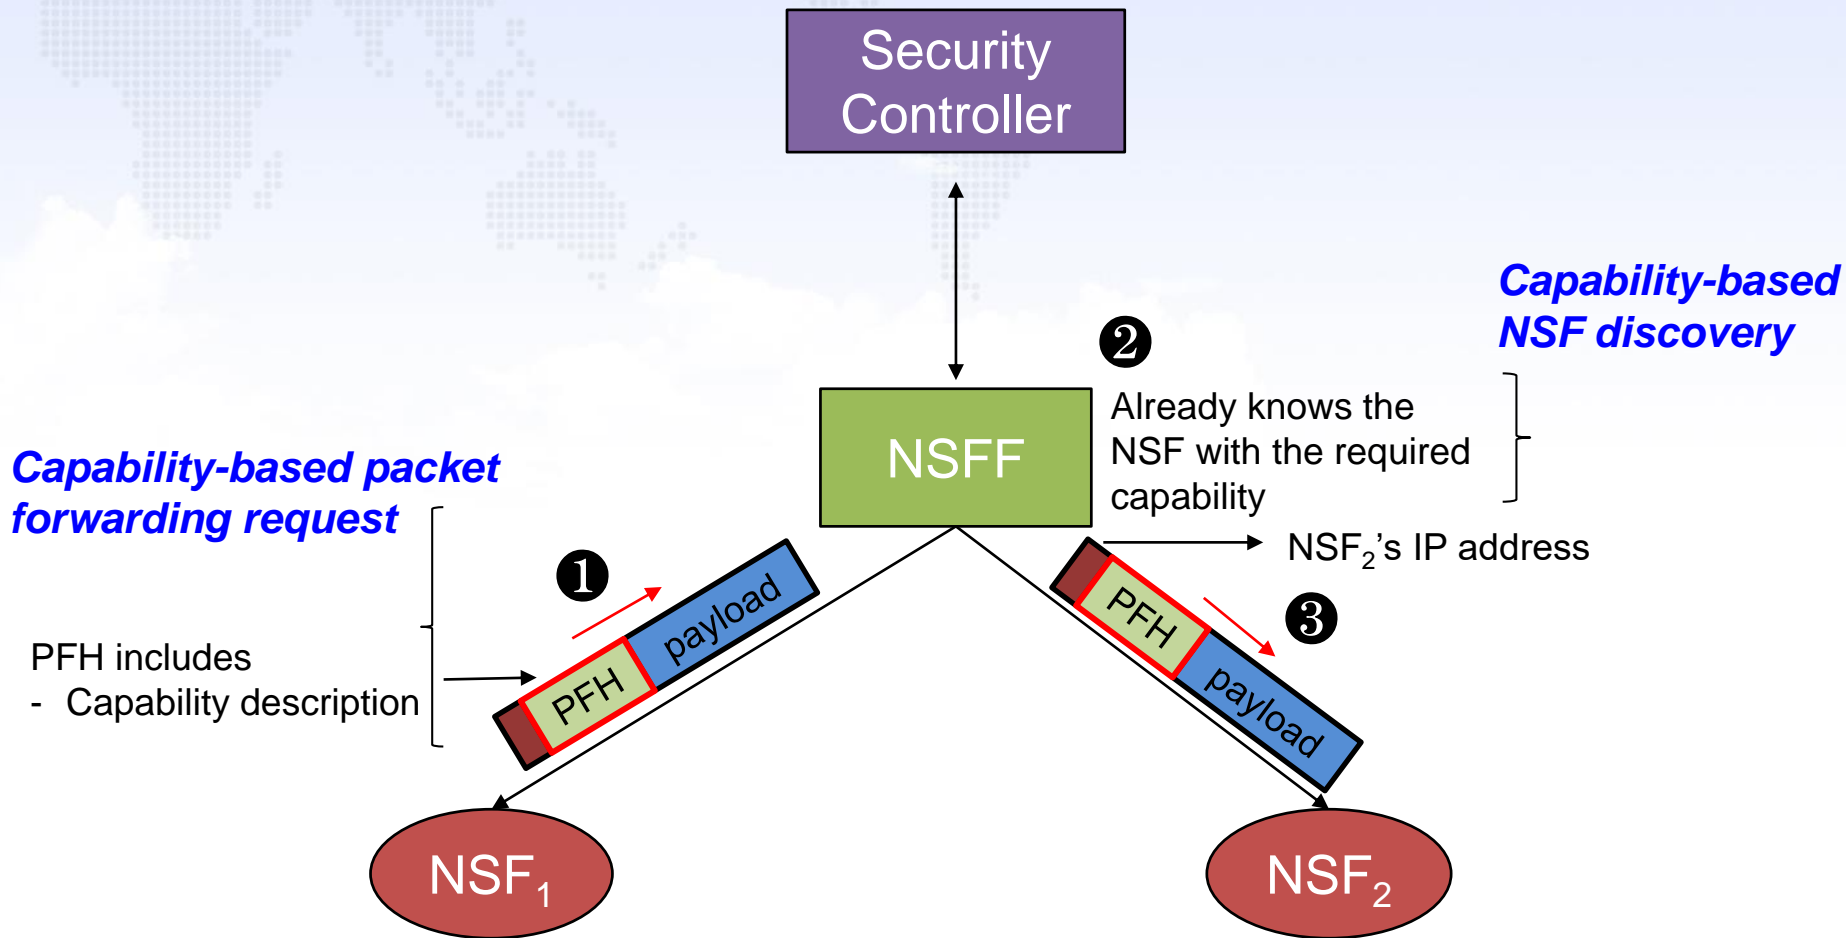 Security
Controller
Capability-based
NSF discovery
❷
Already knows the
NSF with the required
capability
NSFF
Capability-based packet
forwarding request
NSF₂'s IP address
❶
payload
PFH
PFH
payload
❸
PFH includes
- Capability description
NSF₁
NSF₂